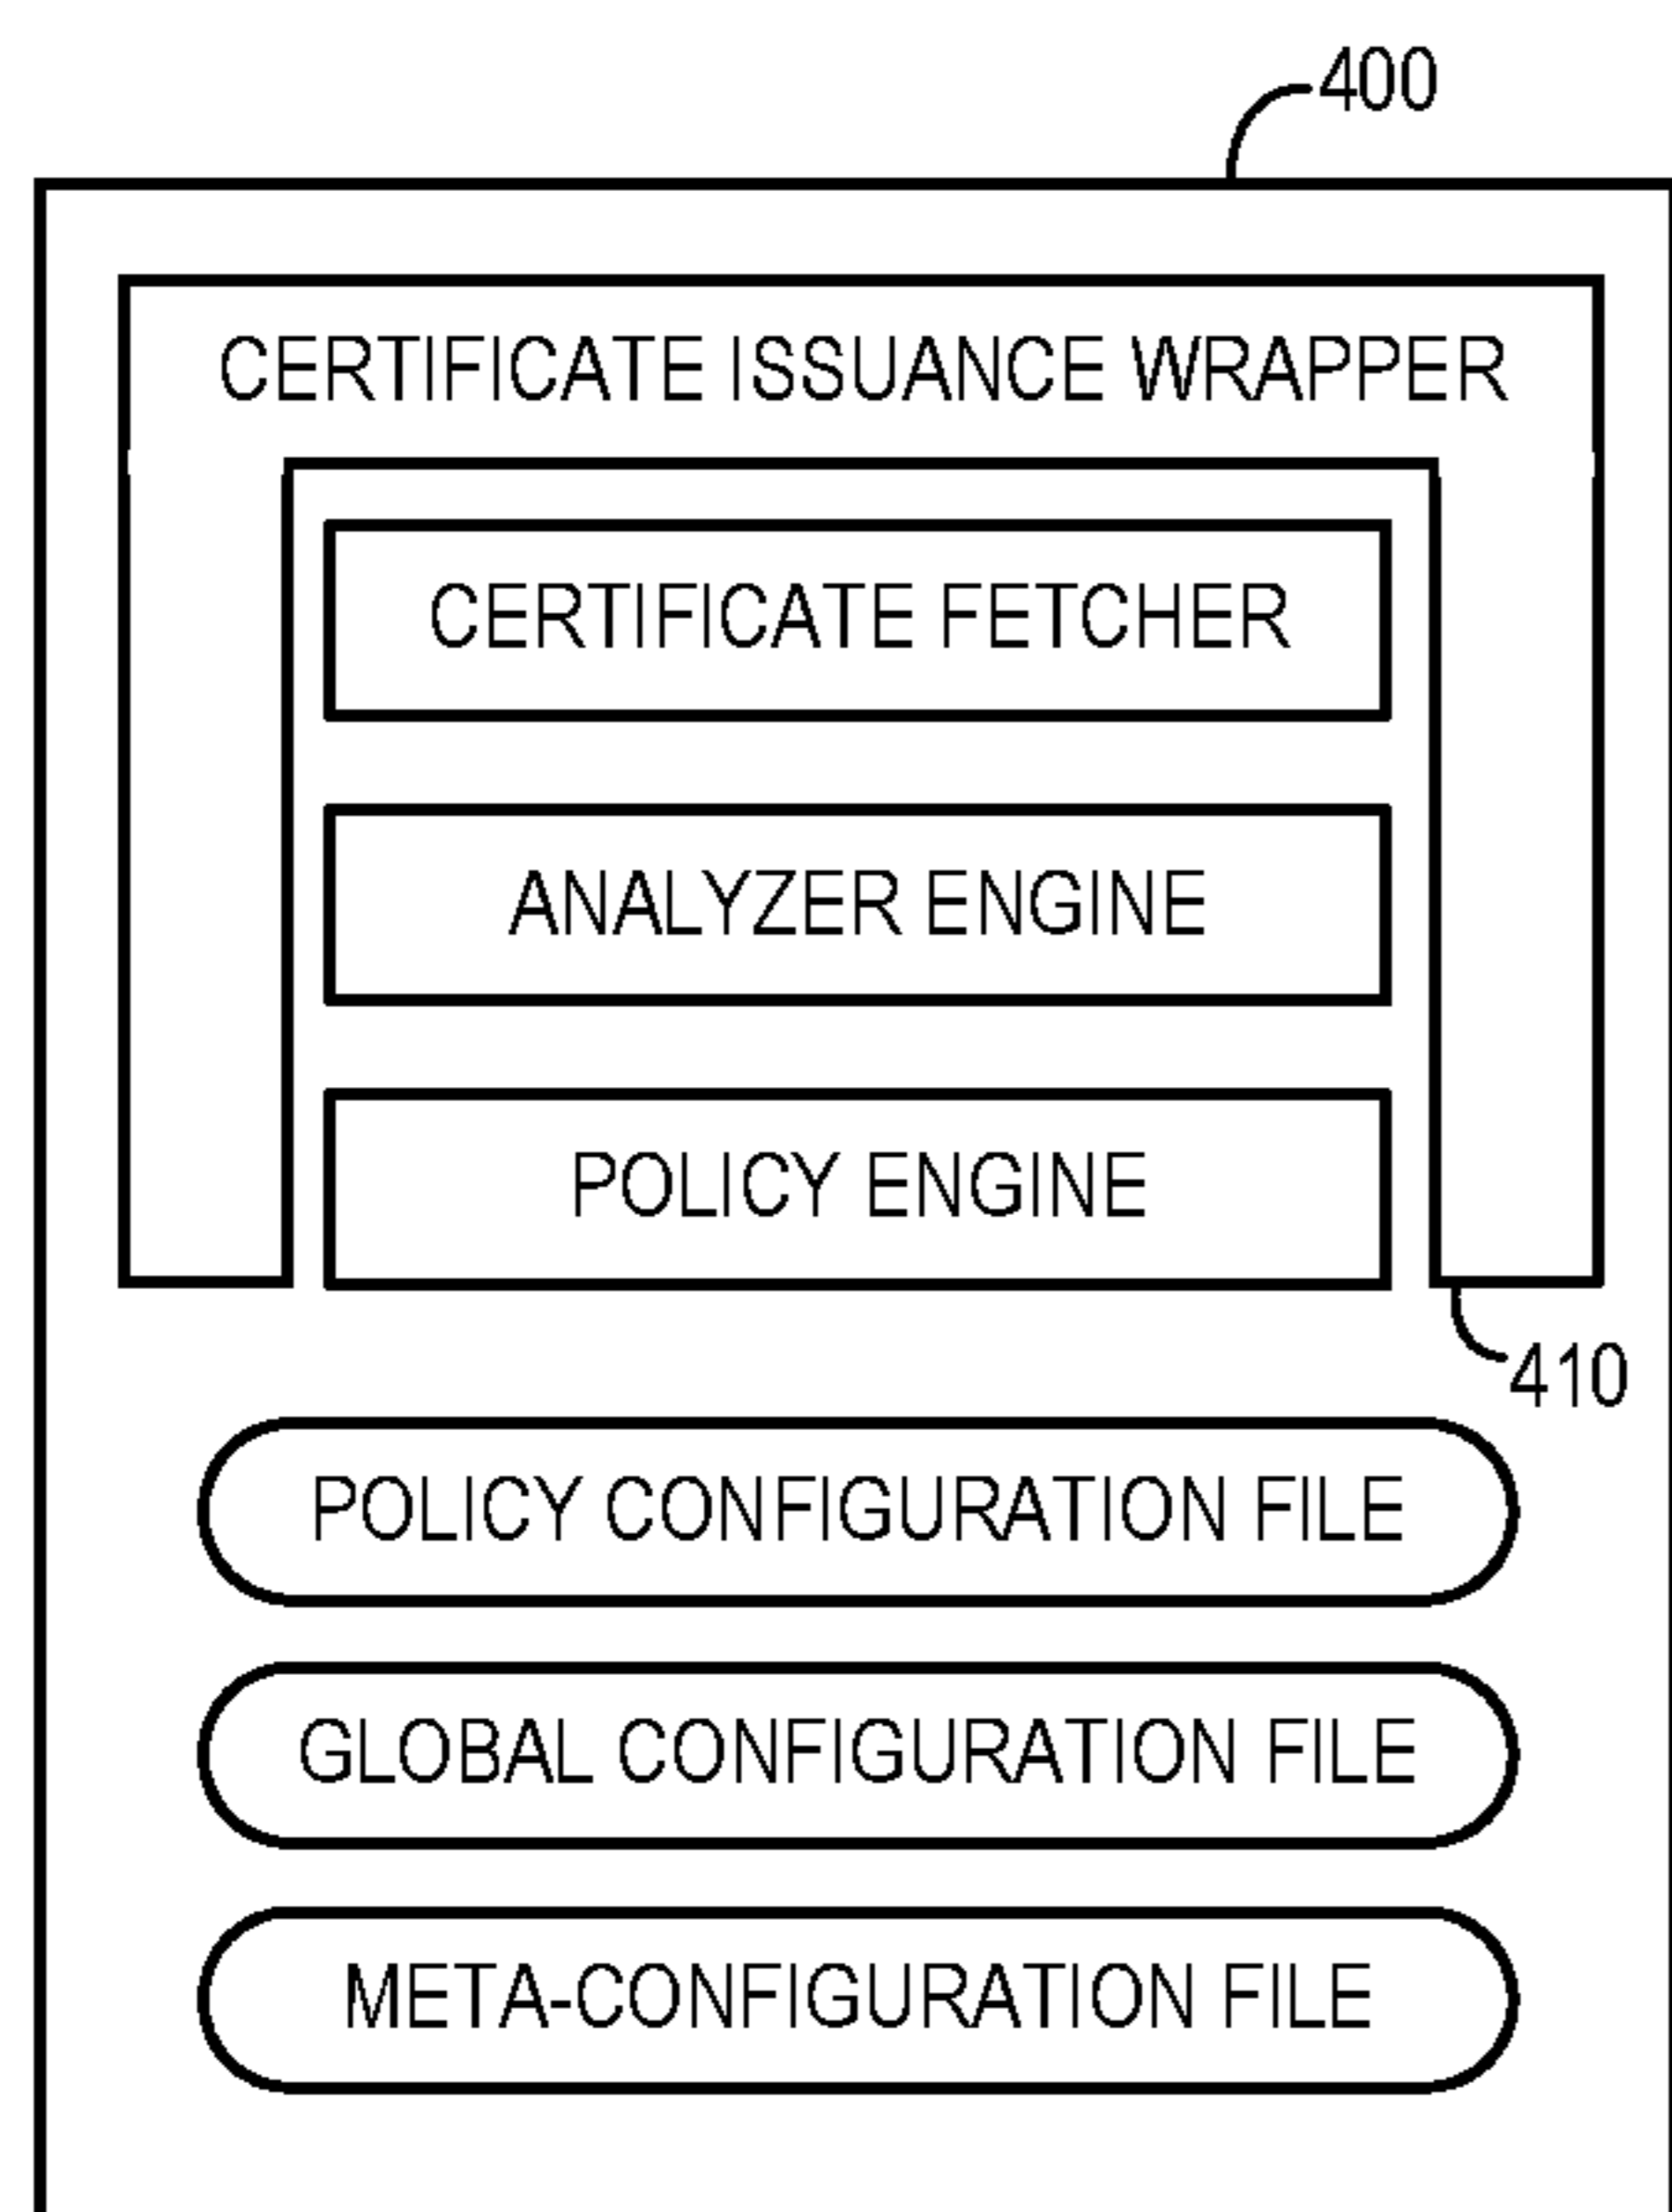 400
CERTIFICATE ISSUANCE WRAPPER
CERTIFICATE FETCHER
ANALYZER ENGINE
POLICY ENGINE
410
POLICY CONFIGURATION FILE
GLOBAL CONFIGURATION FILE
META-CONFIGURATION FILE